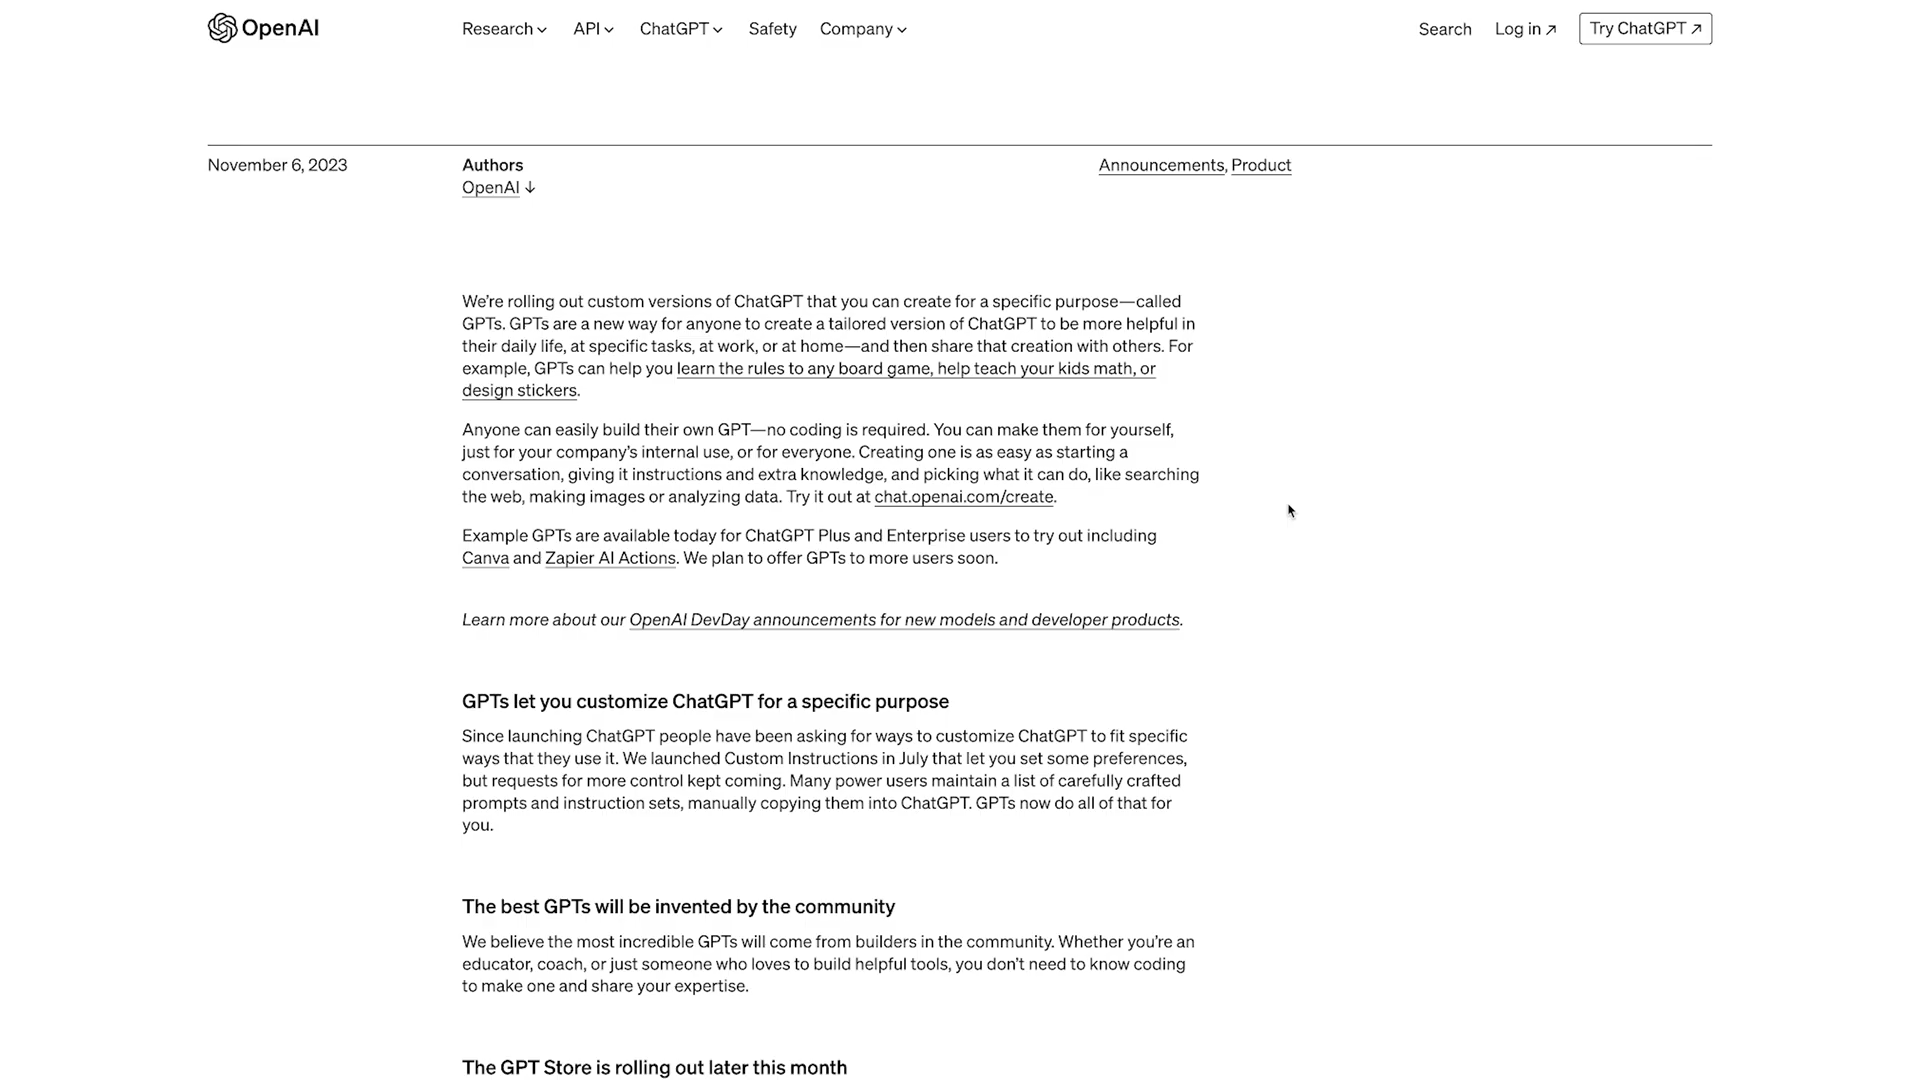 OpenAI
Research
API
ChatGPT
Safety
Company
Search
Log in ↗
Try ChatGPT ↗
November 6, 2023
Authors
OpenAI ↓
Announcements, Product
We’re rolling out custom versions of ChatGPT that you can create for a specific purpose—called
GPTs. GPTs are a new way for anyone to create a tailored version of ChatGPT to be more helpful in
their daily life, at specific tasks, at work, or at home—and then share that creation with others. For
example, GPTs can help you learn the rules to any board game, help teach your kids math, or
design stickers.
Anyone can easily build their own GPT—no coding is required. You can make them for yourself,
just for your company’s internal use, or for everyone. Creating one is as easy as starting a
conversation, giving it instructions and extra knowledge, and picking what it can do, like searching
the web, making images or analyzing data. Try it out at chat.openai.com/create.
Example GPTs are available today for ChatGPT Plus and Enterprise users to try out including
Canva and Zapier AI Actions. We plan to offer GPTs to more users soon.
Learn more about our OpenAI DevDay announcements for new models and developer products.
GPTs let you customize ChatGPT for a specific purpose
Since launching ChatGPT people have been asking for ways to customize ChatGPT to fit specific
ways that they use it. We launched Custom Instructions in July that let you set some preferences,
but requests for more control kept coming. Many power users maintain a list of carefully crafted
prompts and instruction sets, manually copying them into ChatGPT. GPTs now do all of that for
you.
The best GPTs will be invented by the community
We believe the most incredible GPTs will come from builders in the community. Whether you’re an
educator, coach, or just someone who loves to build helpful tools, you don’t need to know coding
to make one and share your expertise.
The GPT Store is rolling out later this month